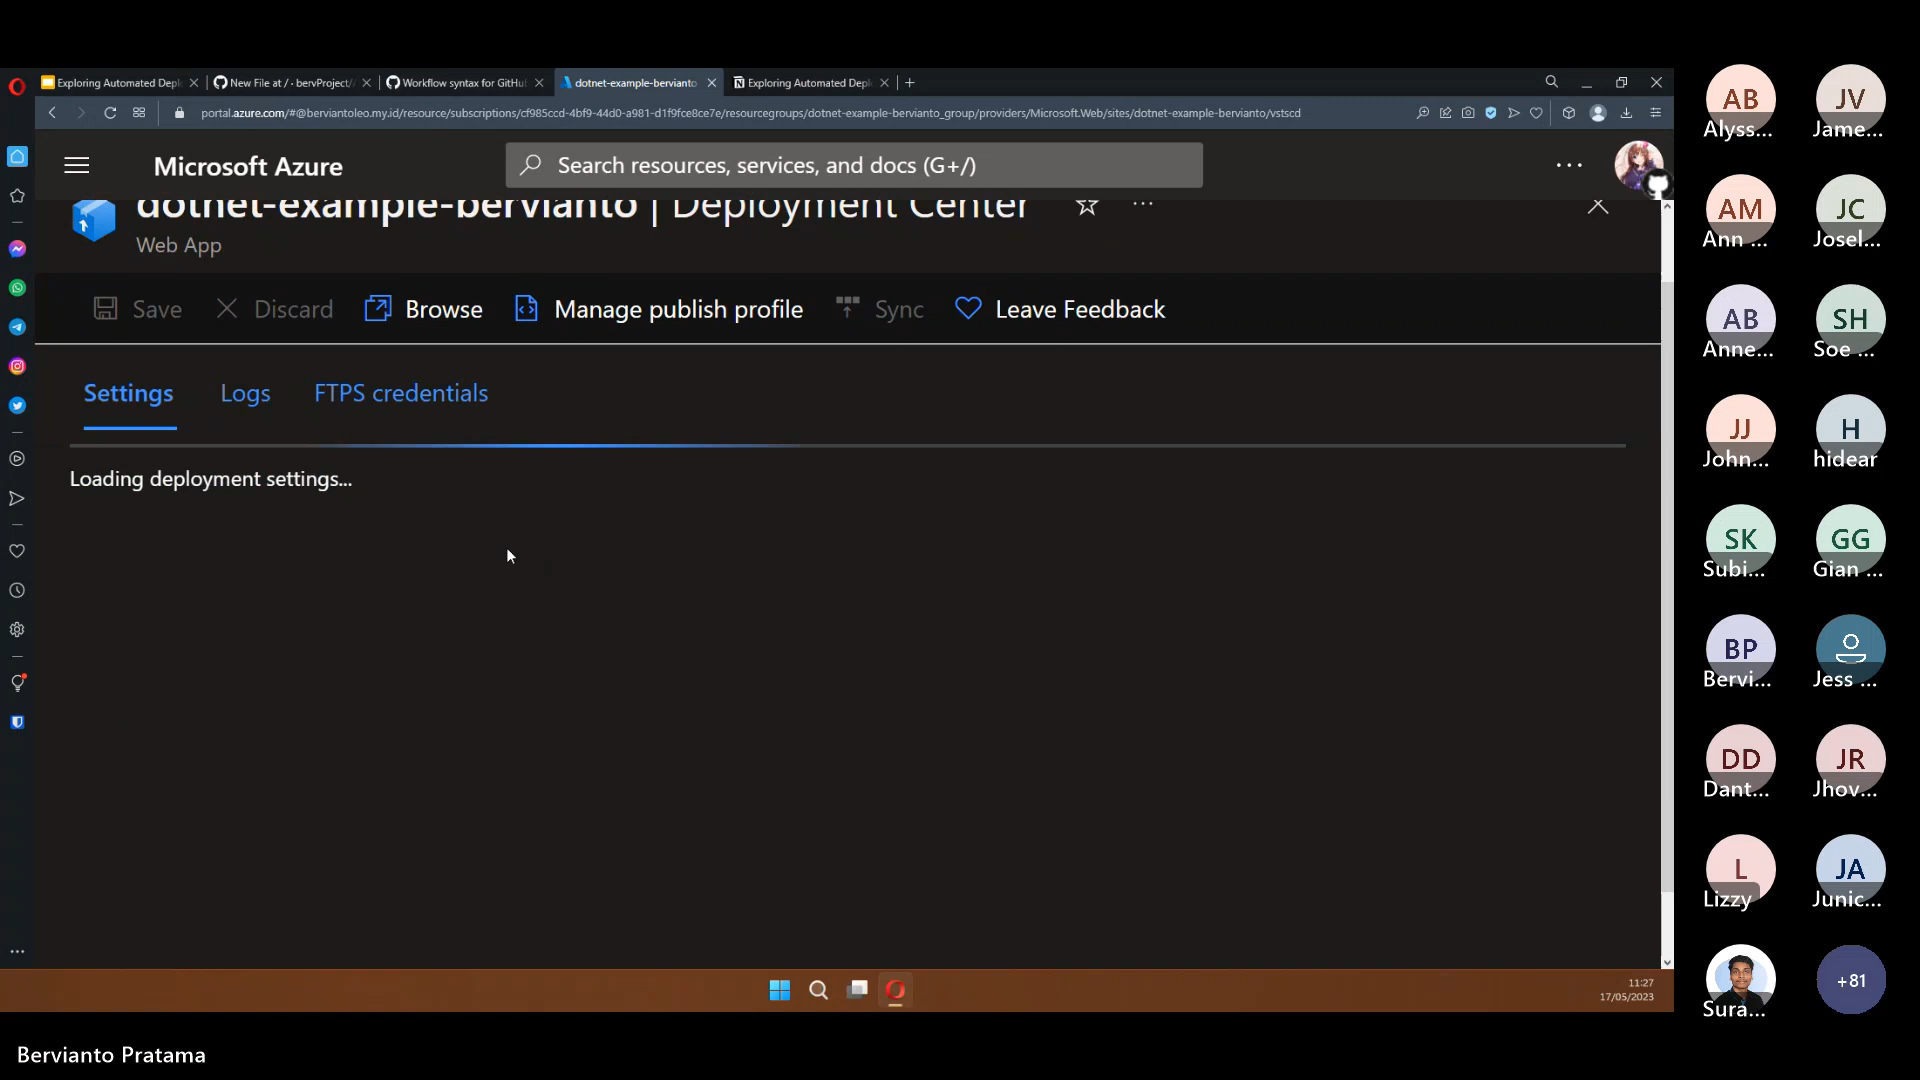 Exploring Automated Depl
New File at / · bervProject/
Workflow syntax for GitHu
dotnet-example-bervianto
Exploring Automated Depl
portal.azure.com/#@berviantoleo.my.id/resource/subscriptions/cf985ccd-4bf9-44d0-a981-d1f9fce8ce7e/resourcegroups/dotnet-example-bervianto_group/providers/Microsoft.Web/sites/dotnet-example-bervianto/vstscd
Microsoft Azure
Search resources, services, and docs (G+/)
dotnet-example-bervianto | Deployment Center
Web App
Save
Discard
Browse
Manage publish profile
Sync
Leave Feedback
Settings
Logs
FTPS credentials
Loading deployment settings...
11:27
17/05/2023
Bervianto Pratama
AB
Alyss...
JV
Jame...
AM
Ann ...
JC
Josel...
AB
Anne...
SH
Soe ...
JJ
John...
H
hidear
SK
Subi...
GG
Gian ...
BP
Bervi...
Jess ...
DD
Dant...
JR
Jhov...
L
Lizzy
JA
Junic...
Sura...
+81